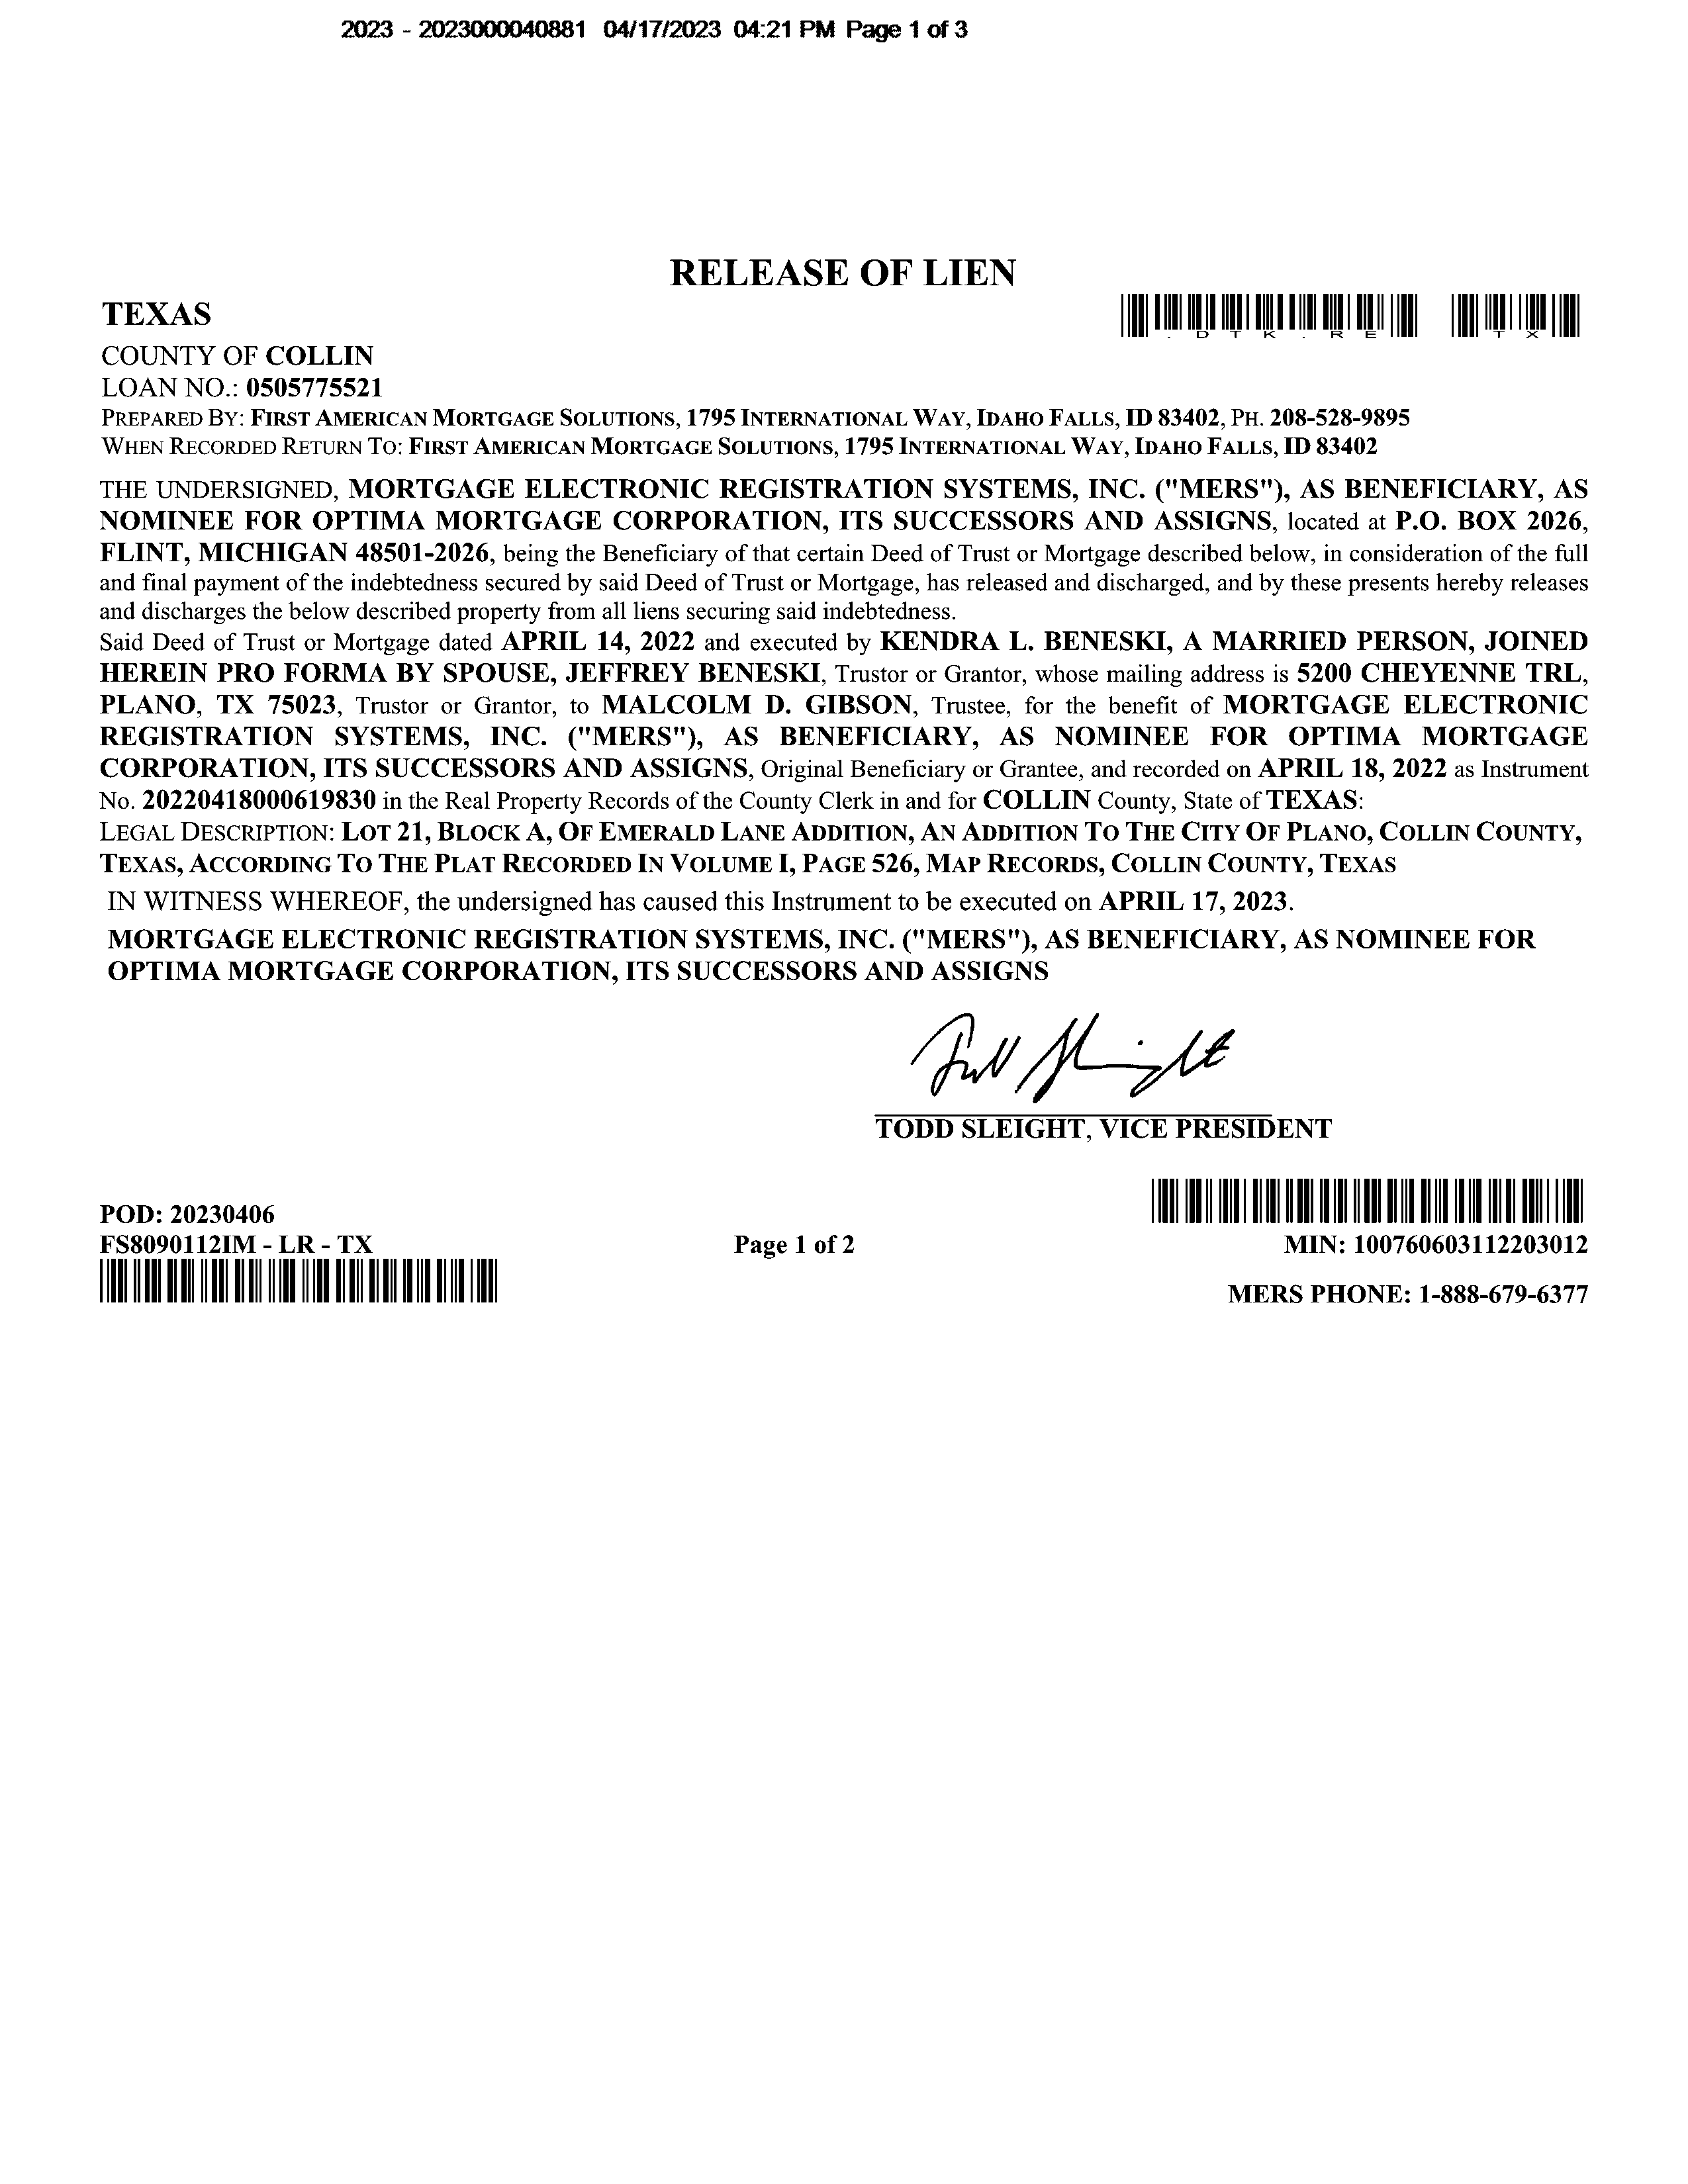 2023 - 2023000040881 04/17/2023 04:21 PM Page 1 of 3
RELEASE OF LIEN
TEXAS
. D T K . R E T X
COUNTY OF COLLIN
LOAN NO.: 0505775521
PREPARED BY: FIRST AMERICAN MORTGAGE SOLUTIONS, 1795 INTERNATIONAL WAY, IDAHO FALLS, ID 83402, PH. 208-528-9895
WHEN RECORDED RETURN TO: FIRST AMERICAN MORTGAGE SOLUTIONS, 1795 INTERNATIONAL WAY, IDAHO FALLS, ID 83402
THE UNDERSIGNED, MORTGAGE ELECTRONIC REGISTRATION SYSTEMS, INC. ("MERS"), AS BENEFICIARY, AS
NOMINEE FOR OPTIMA MORTGAGE CORPORATION, ITS SUCCESSORS AND ASSIGNS, located at P.O. BOX 2026,
FLINT, MICHIGAN 48501-2026, being the Beneficiary of that certain Deed of Trust or Mortgage described below, in consideration of the full
and final payment of the indebtedness secured by said Deed of Trust or Mortgage, has released and discharged, and by these presents hereby releases
and discharges the below described property from all liens securing said indebtedness.
Said Deed of Trust or Mortgage dated APRIL 14, 2022 and executed by KENDRA L. BENESKI, A MARRIED PERSON, JOINED
HEREIN PRO FORMA BY SPOUSE, JEFFREY BENESKI, Trustor or Grantor, whose mailing address is 5200 CHEYENNE TRL,
PLANO, TX 75023, Trustor or Grantor, to MALCOLM D. GIBSON, Trustee, for the benefit of MORTGAGE ELECTRONIC
REGISTRATION SYSTEMS, INC. ("MERS"), AS BENEFICIARY, AS NOMINEE FOR OPTIMA MORTGAGE
CORPORATION, ITS SUCCESSORS AND ASSIGNS, Original Beneficiary or Grantee, and recorded on APRIL 18, 2022 as Instrument
No. 20220418000619830 in the Real Property Records of the County Clerk in and for COLLIN County, State of TEXAS:
LEGAL DESCRIPTION: LOT 21, BLOCK A, OF EMERALD LANE ADDITION, AN ADDITION TO THE CITY OF PLANO, COLLIN COUNTY,
TEXAS, ACCORDING TO THE PLAT RECORDED IN VOLUME I, PAGE 526, MAP RECORDS, COLLIN COUNTY, TEXAS
IN WITNESS WHEREOF, the undersigned has caused this Instrument to be executed on APRIL 17, 2023.
MORTGAGE ELECTRONIC REGISTRATION SYSTEMS, INC. ("MERS"), AS BENEFICIARY, AS NOMINEE FOR
OPTIMA MORTGAGE CORPORATION, ITS SUCCESSORS AND ASSIGNS
TODD SLEIGHT, VICE PRESIDENT
POD: 20230406
FS8090112IM - LR - TX
Page 1 of 2
MIN: 100760603112203012
MERS PHONE: 1-888-679-6377